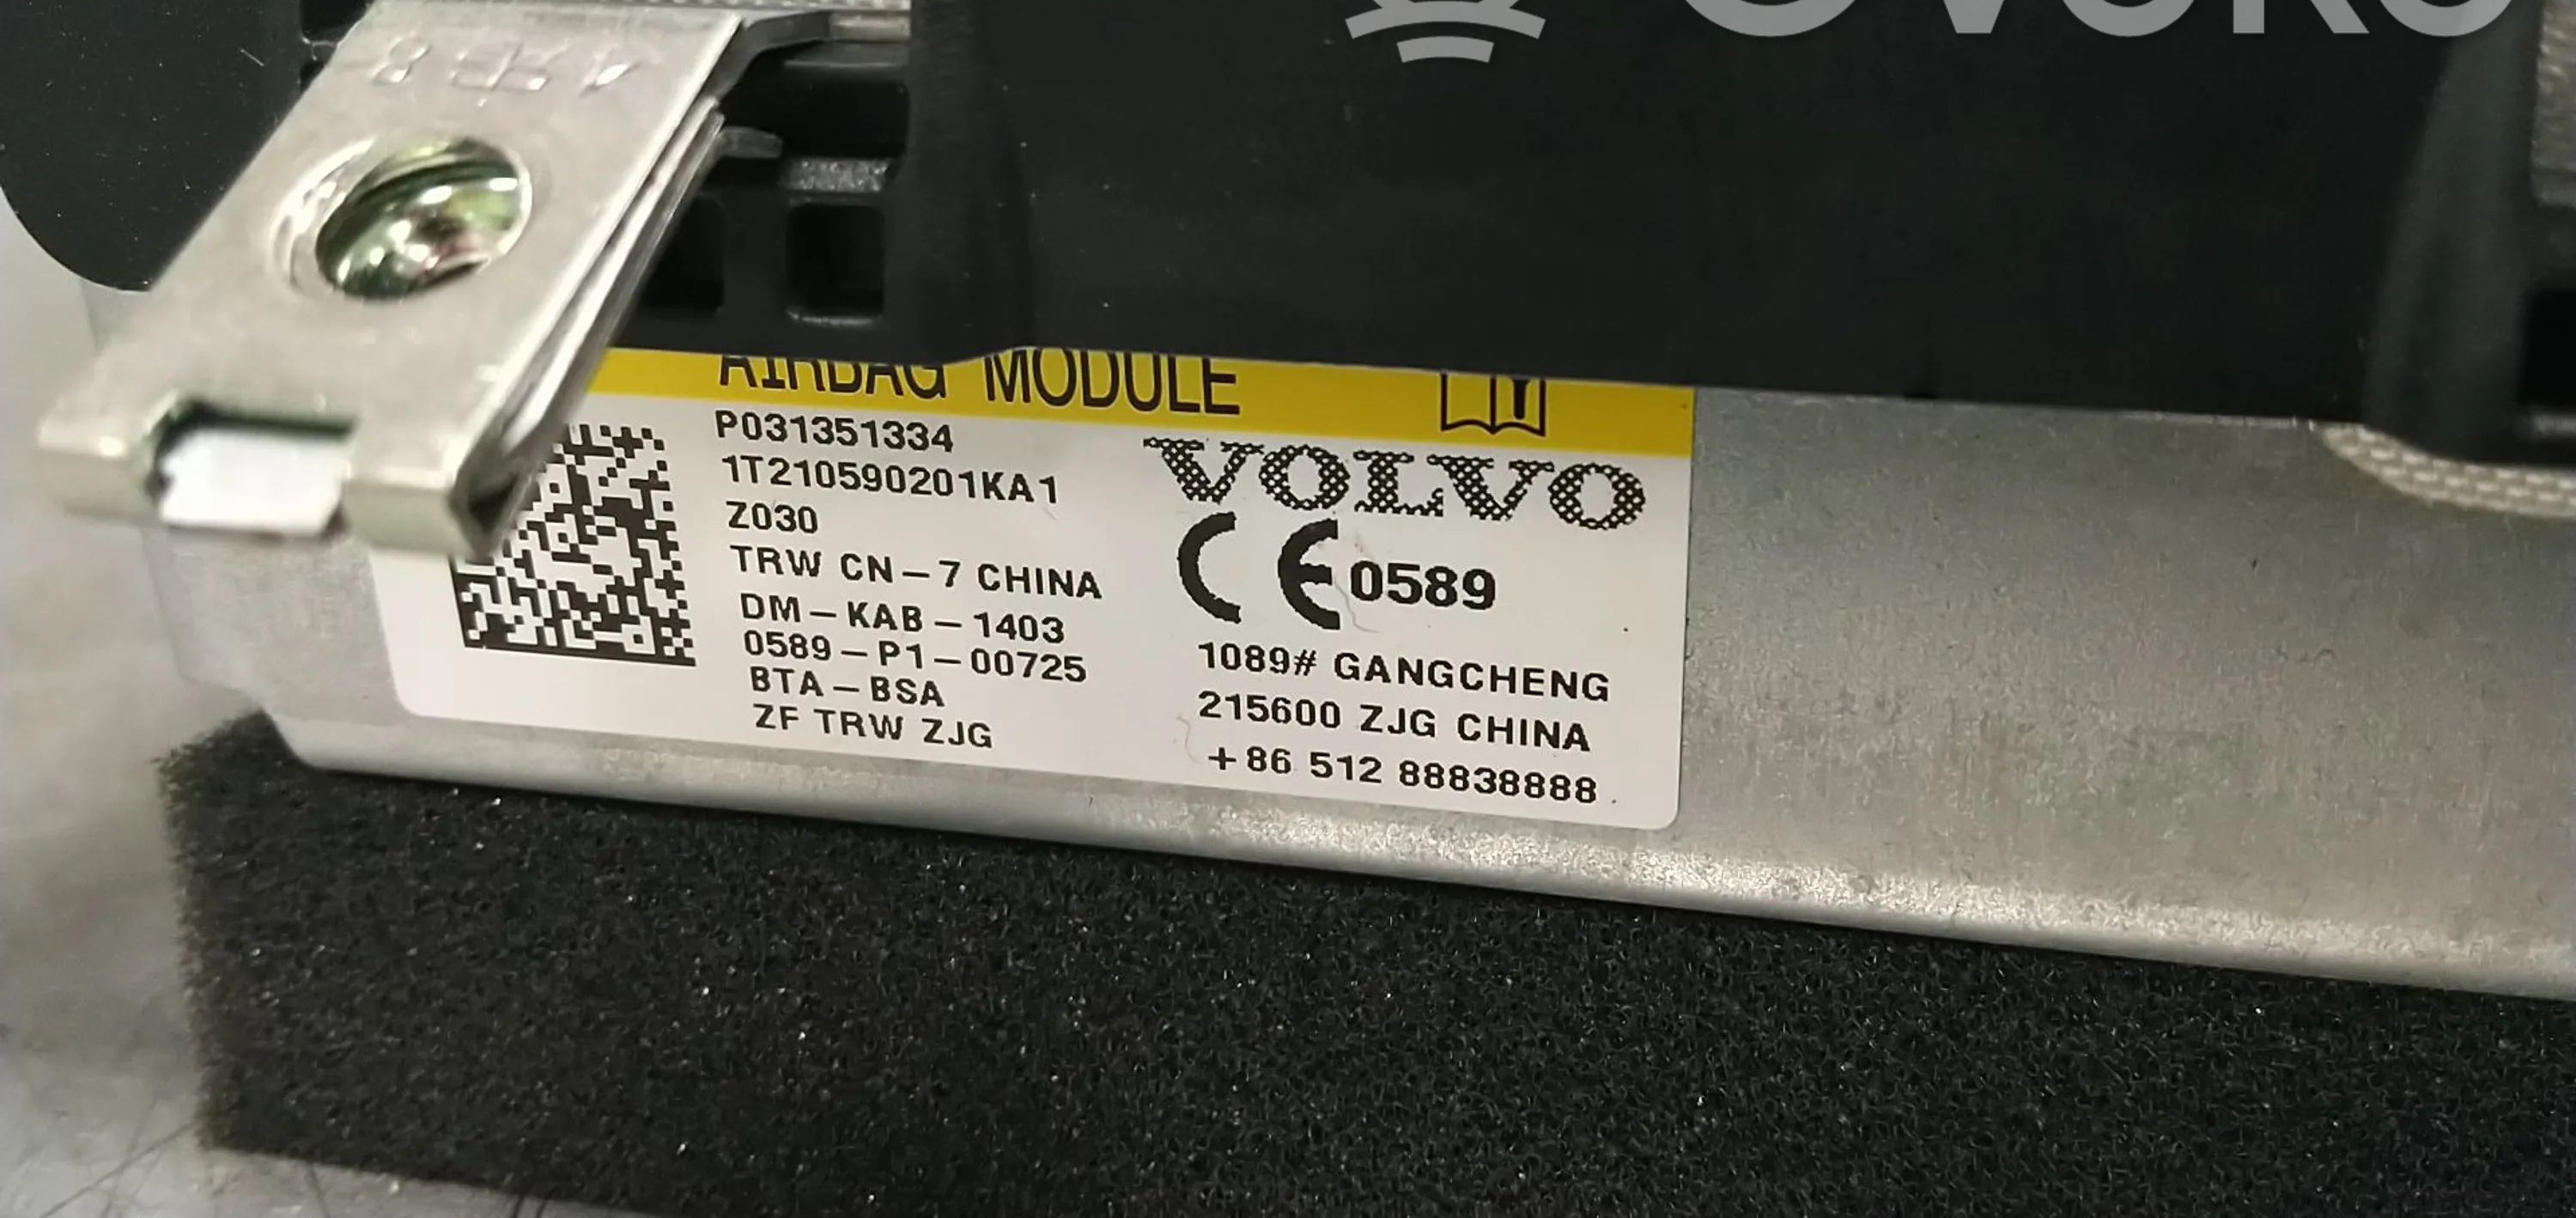 AIRBAG MODULE
P031351334
1T210590201KA1
Z030
TRW CN-7 CHINA
DM-KAB-1403
0589-P1-00725
BTA-BSA
ZF TRW ZJG
VOLVO
CE 0589
1089# GANGCHENG
215600 ZJG CHINA
+86 512 88838888